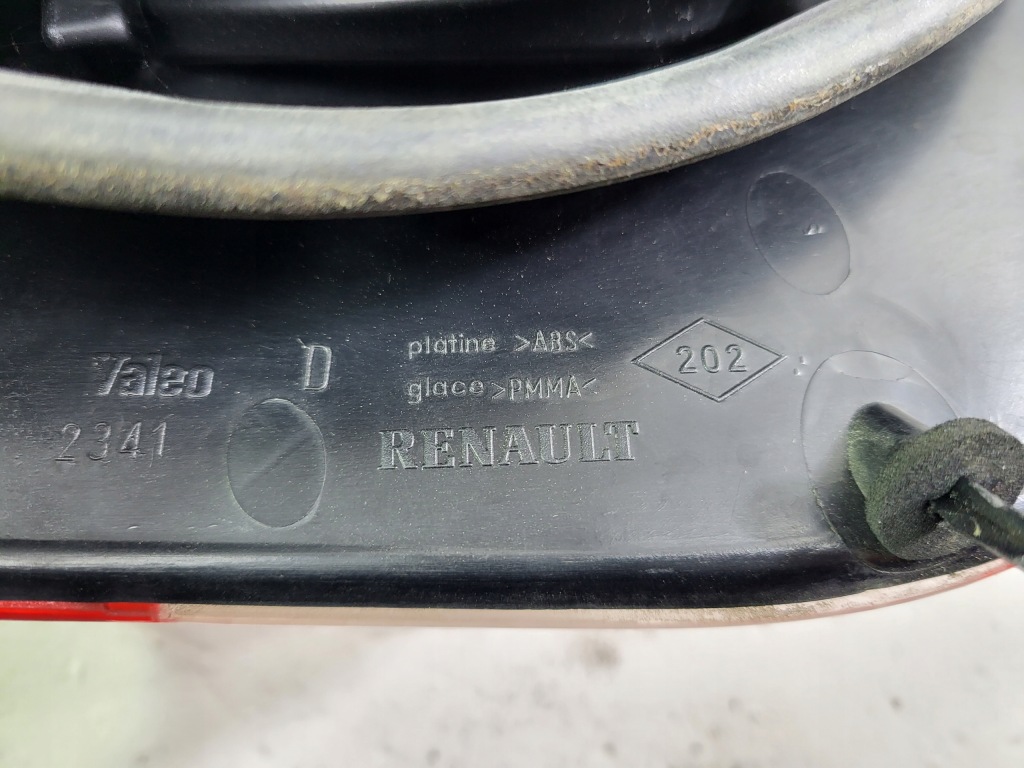 Valeo D platine >ABS< 202
2341 glace >PMMA<
RENAULT